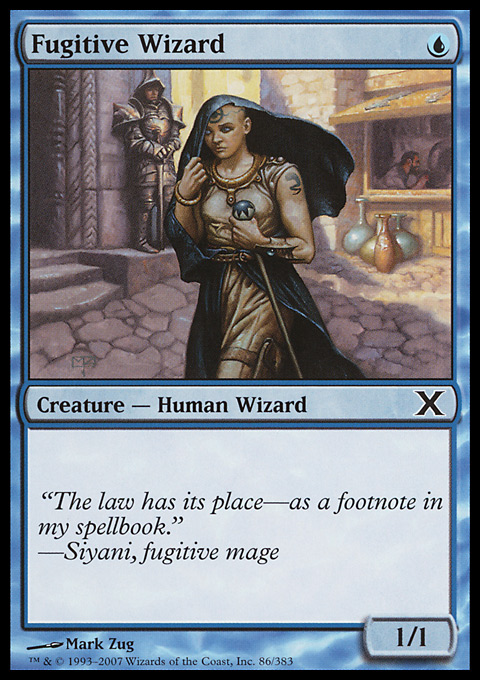 Fugitive Wizard
Creature — Human Wizard
X
“The law has its place—as a footnote in
my spellbook.”
—Siyani, fugitive mage
1/1
Mark Zug
™ & © 1993–2007 Wizards of the Coast, Inc. 86/383